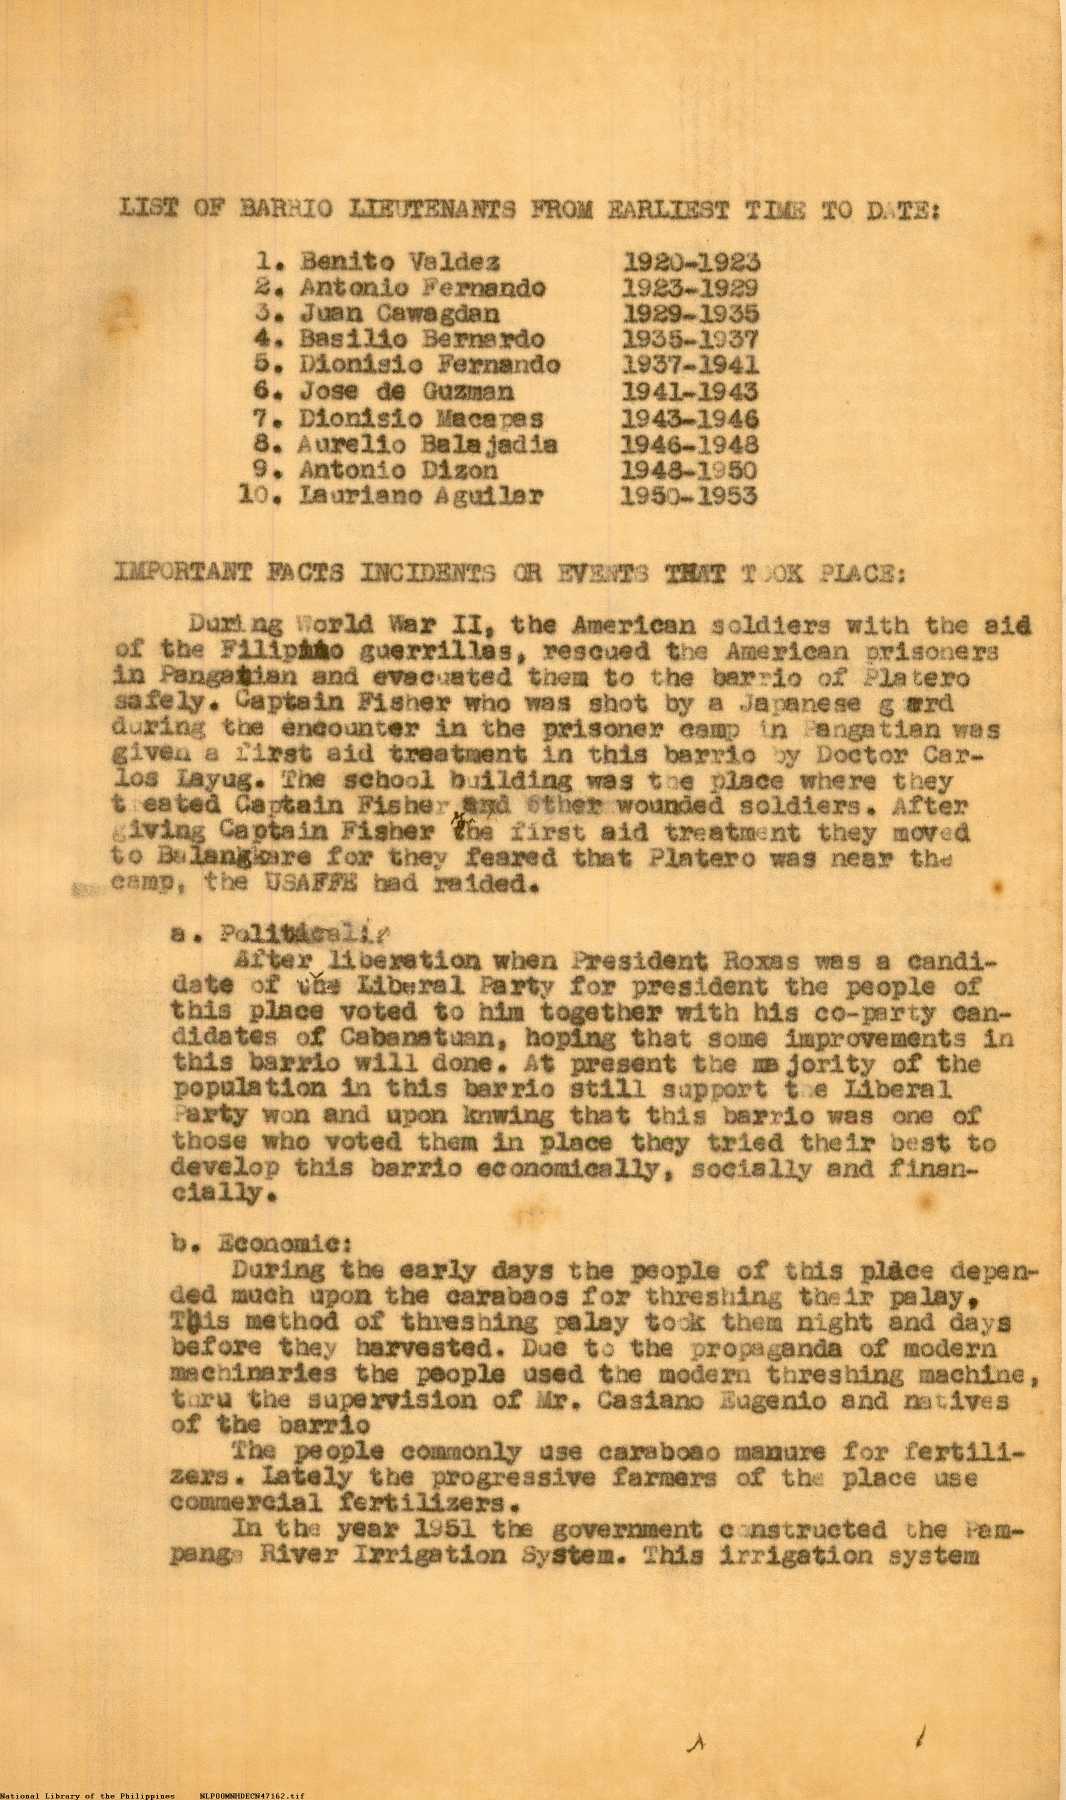 LIST OF BARRIO LIEUTENANTS FROM EARLIEST TIME TO DATE:
1. Benito Valdez 1920-1923
2. Antonio Fernando 1923-1929
3. Juan Cawagdan 1929-1935
4. Basilio Bernardo 1935-1937
5. Dionisio Fernando 1937-1941
6. Jose de Guzman 1941-1943
7. Dionisio Macapas 1943-1946
8. Aurelio Balajadia 1946-1948
9. Antonio Dizon 1948-1950
10. Lauriano Aguilar 1950-1953
IMPORTANT FACTS INCIDENTS OR EVENTS THAT TOOK PLACE:
During World War II, the American soldiers with the aid
of the Filipino guerrillas, rescued the American prisoners
in Pangatian and evacuated them to the barrio of Platero
safely. Captain Fisher who was shot by a Japanese guard
during the encounter in the prisoner camp in Pangatian was
given a first aid treatment in this barrio by Doctor Car-
los Layug. The school building was the place where they
treated Captain Fisher and other wounded soldiers. After
giving Captain Fisher the first aid treatment they moved
to Balangkare for they feared that Platero was near the
camp, the USAFFE had raided.
a. Political:
After liberation when President Roxas was a candi-
date of the Liberal Party for president the people of
this place voted to him together with his co-party can-
didates of Cabanatuan, hoping that some improvements in
this barrio will done. At present the majority of the
population in this barrio still support the Liberal
Party won and upon knwing that this barrio was one of
those who voted them in place they tried their best to
develop this barrio economically, socially and finan-
cially.
b. Economic:
During the early days the people of this place depen-
ded much upon the carabaos for threshing their palay,
This method of threshing palay took them night and days
before they harvested. Due to the propaganda of modern
machinaries the people used the modern threshing machine,
thru the supervision of Mr. Casiano Eugenio and natives
of the barrio
The people commonly use caraboao manure for fertili-
zers. Lately the progressive farmers of the place use
commercial fertilizers.
In the year 1951 the government constructed the Pam-
panga River Irrigation System. This irrigation system
National Library of the Philippines NLPOOMNHDECN47162.tif